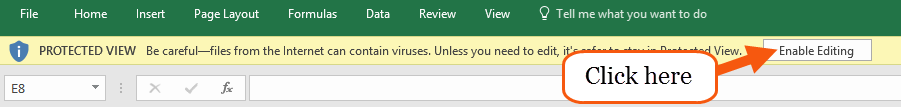 File Home Insert Page Layout Formulas Data Review View Tell me what you want to do
PROTECTED VIEW Be careful—files from the Internet can contain viruses. Unless you need to edit, it's safer to stay in Protected View. Enable Editing
Click here
E8 fx